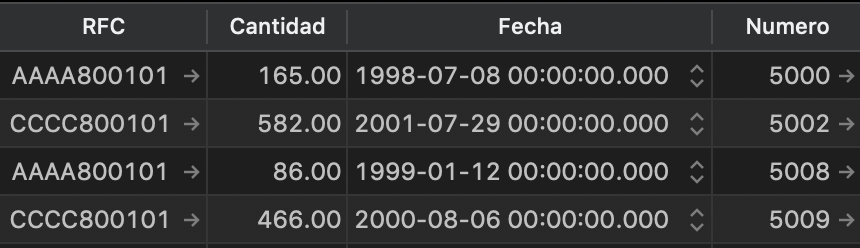 RFC Cantidad Fecha Numero
AAAA800101 → 165.00 1998-07-08 00:00:00.000 5000 →
CCCC800101 → 582.00 2001-07-29 00:00:00.000 5002 →
AAAA800101 → 86.00 1999-01-12 00:00:00.000 5008 →
CCCC800101 → 466.00 2000-08-06 00:00:00.000 5009 →